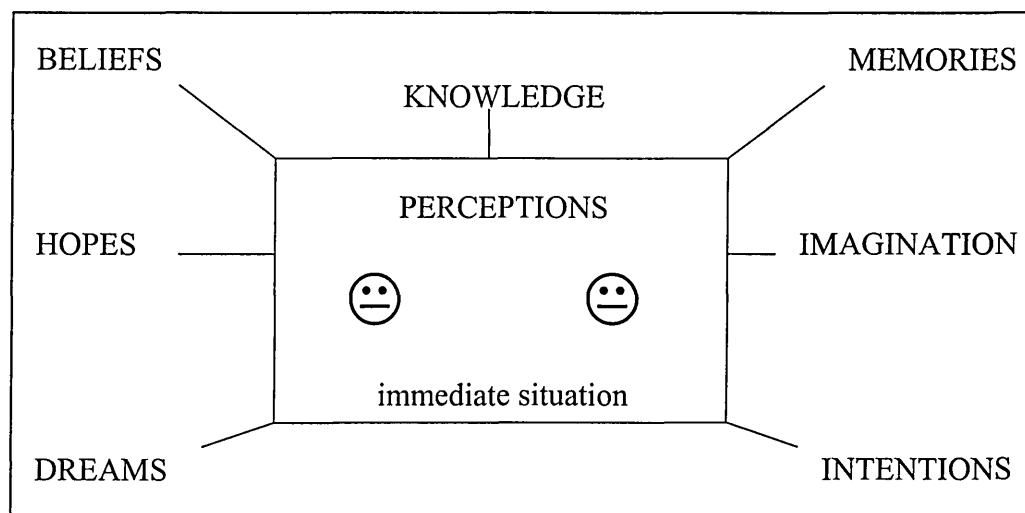 BELIEFS
MEMORIES
KNOWLEDGE
PERCEPTIONS
HOPES
IMAGINATION
immediate situation
DREAMS
INTENTIONS